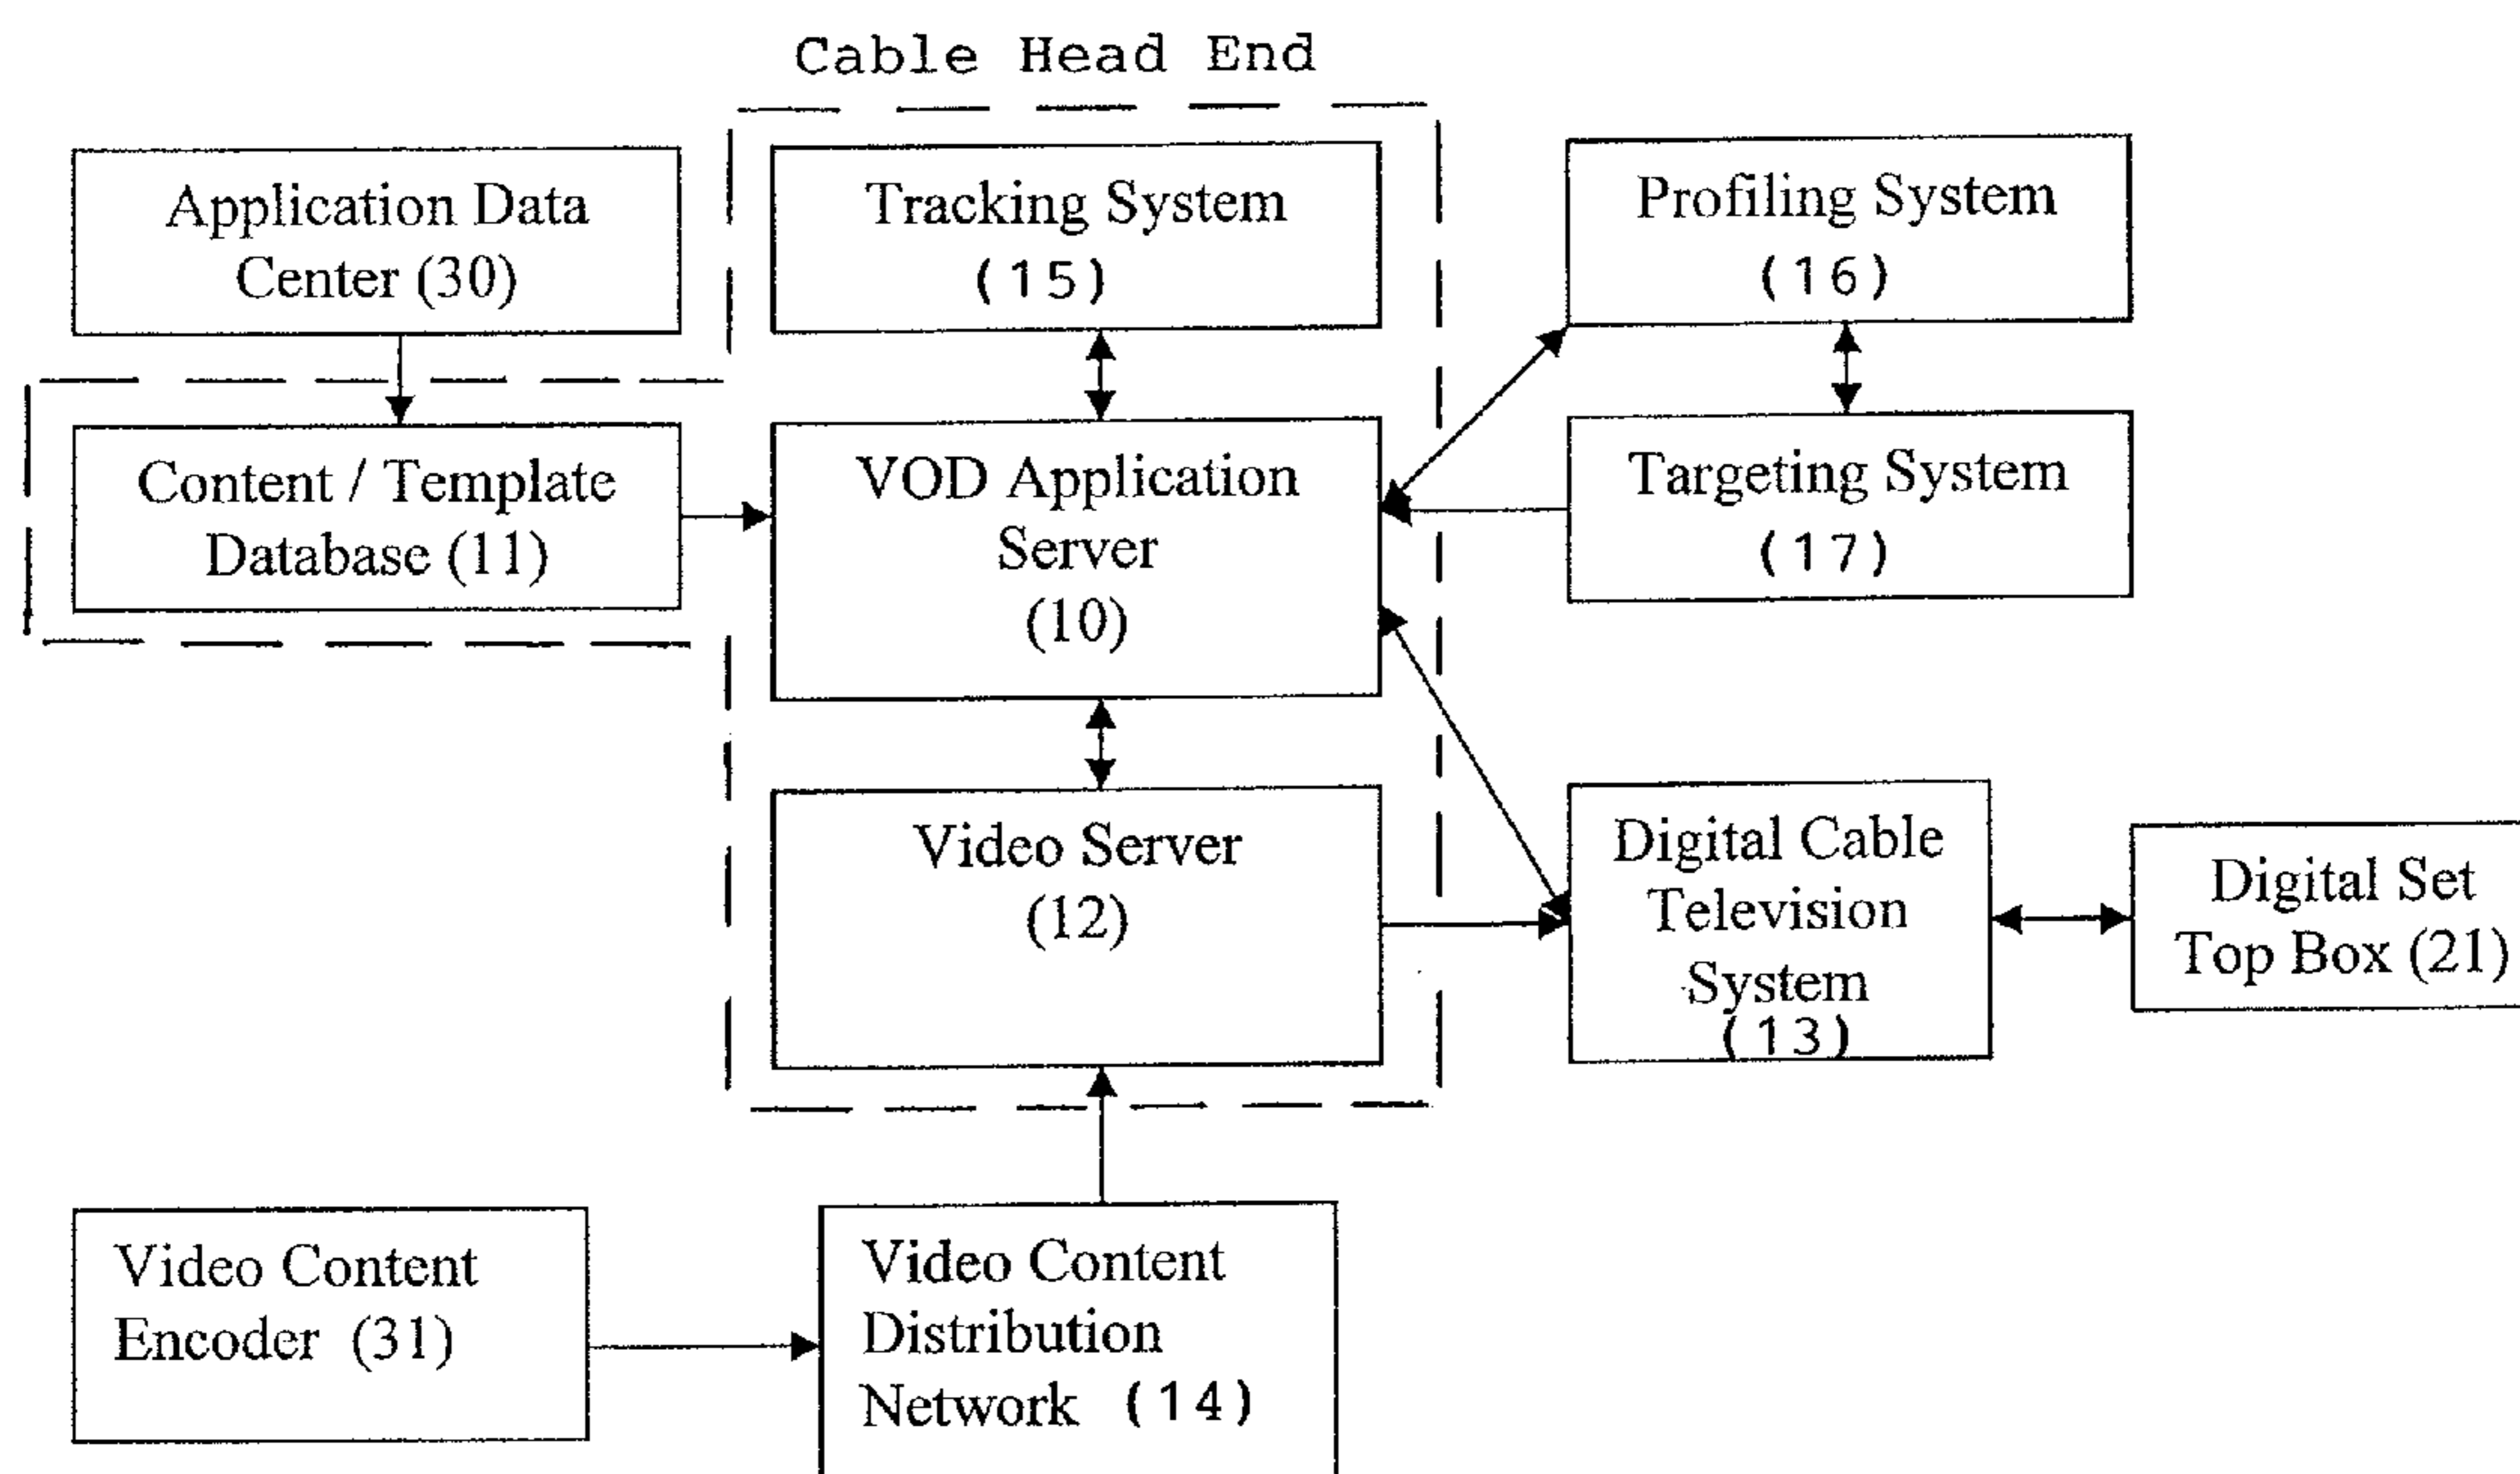 Cable Head End
Application Data
Center (30)
Tracking System
(15)
Profiling System
(16)
Content / Template
Database (11)
VOD Application
Server
(10)
Targeting System
(17)
Video Server
(12)
Digital Cable
Television
System
(13)
Digital Set
Top Box (21)
Video Content
Encoder (31)
Video Content
Distribution
Network (14)